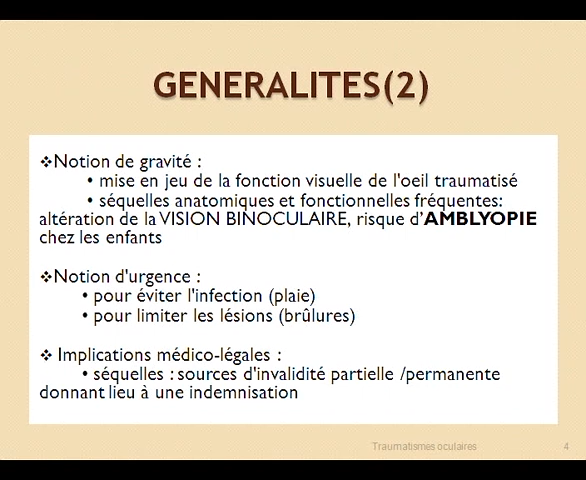 GENERALITES(2)
❖Notion de gravité :
• mise en jeu de la fonction visuelle de l'oeil traumatisé
• séquelles anatomiques et fonctionnelles fréquentes:
altération de la VISION BINOCULAIRE, risque d'AMBLYOPIE
chez les enfants
❖Notion d'urgence :
• pour éviter l'infection (plaie)
• pour limiter les lésions (brûlures)
❖ Implications médico-légales :
• séquelles : sources d'invalidité partielle /permanente
donnant lieu à une indemnisation
Traumatismes oculaires 4